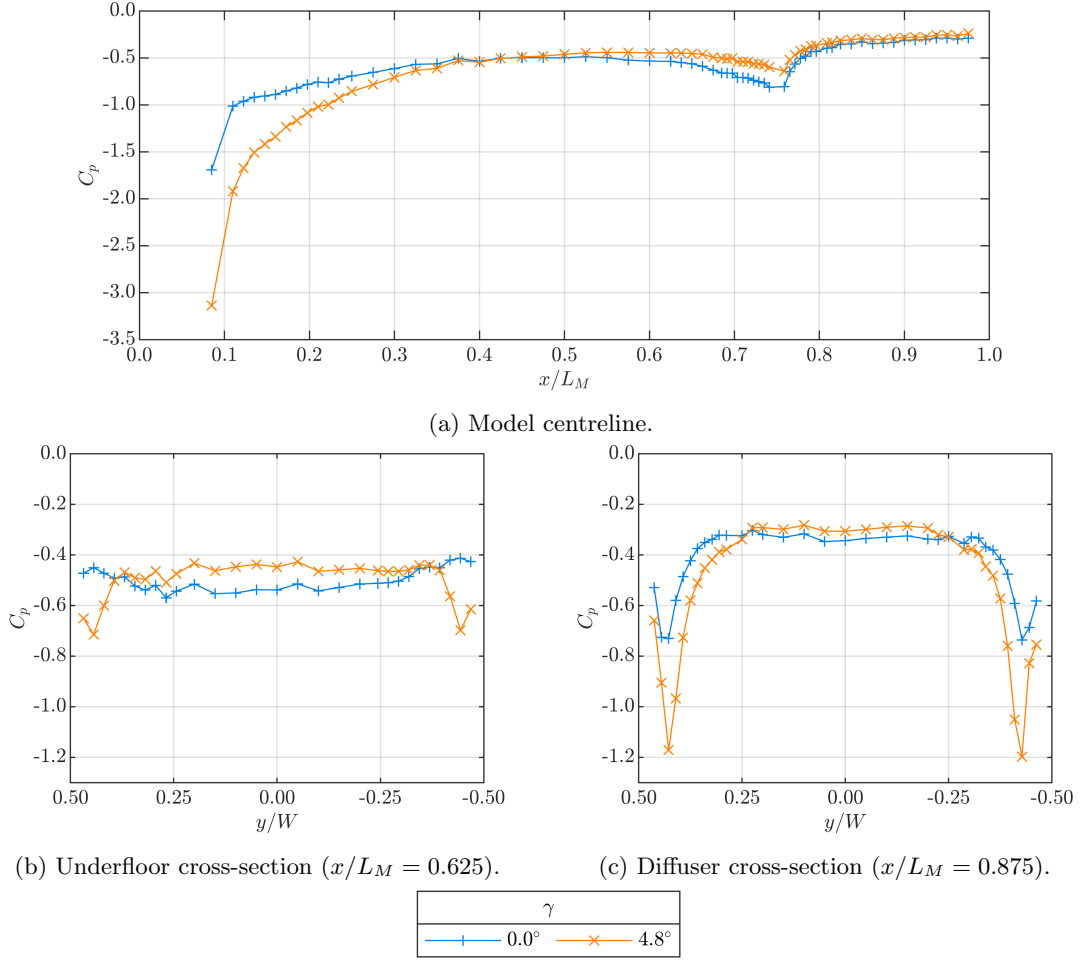 0.0
-0.5
-1.0
-1.5
-2.0
-2.5
-3.0
-3.5
C_p
0.0 0.1 0.2 0.3 0.4 0.5 0.6 0.7 0.8 0.9 1.0
x/L_M
(a) Model centreline.
0.0
-0.2
-0.4
-0.6
-0.8
-1.0
-1.2
C_p
0.50 0.25 0.00 -0.25 -0.50
y/W
(b) Underfloor cross-section (x/L_M = 0.625).
0.0
-0.2
-0.4
-0.6
-0.8
-1.0
-1.2
C_p
0.50 0.25 0.00 -0.25 -0.50
y/W
(c) Diffuser cross-section (x/L_M = 0.875).
γ
0.0° 4.8°